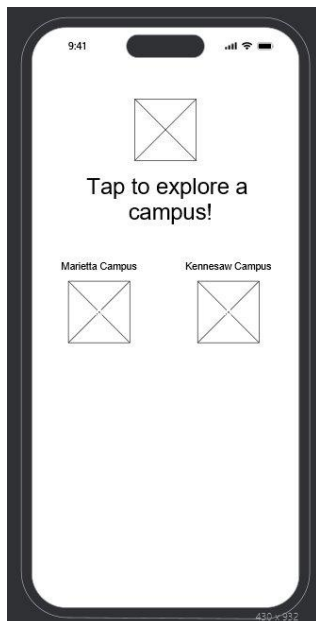 9:41
Tap to explore a
campus!
Marietta Campus
Kennesaw Campus
430 x 932